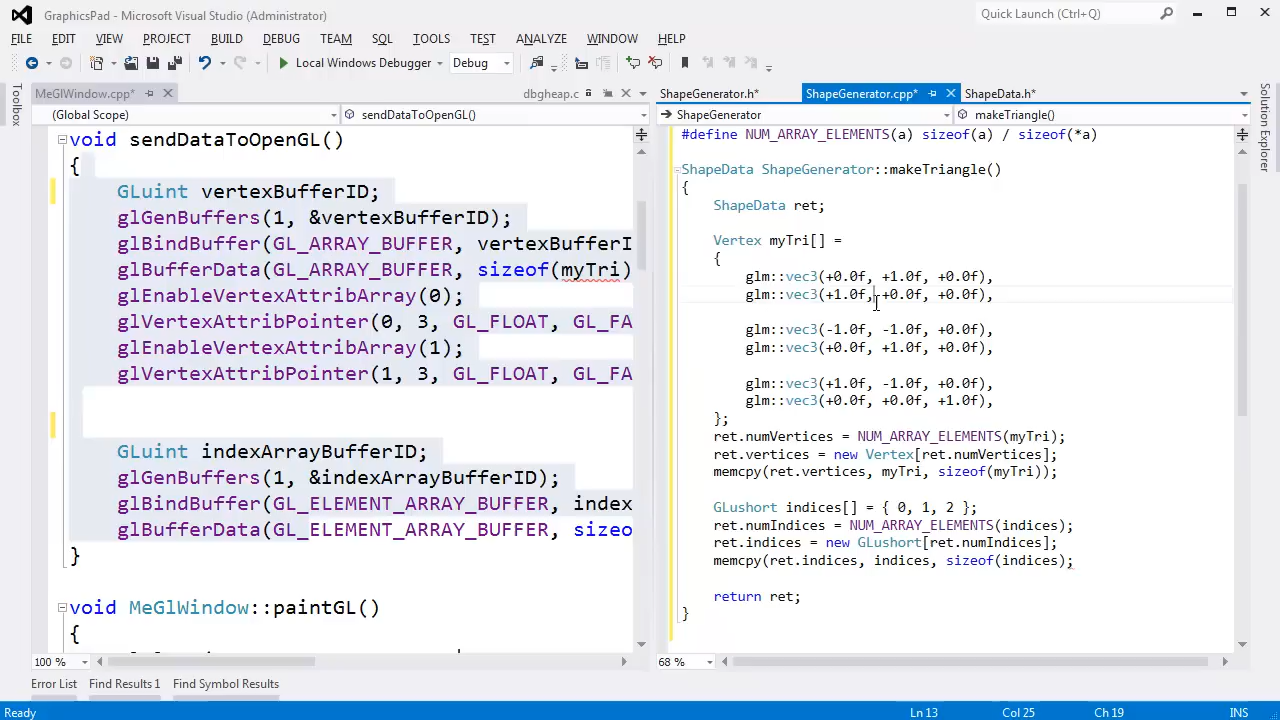 GraphicsPad - Microsoft Visual Studio (Administrator)
Quick Launch (Ctrl+Q)
FILE EDIT VIEW PROJECT BUILD DEBUG TEAM SQL TOOLS TEST ANALYZE WINDOW HELP
Local Windows Debugger Debug
Toolbox
MeGlWindow.cpp* dbgheap.c
(Global Scope) sendDataToOpenGL()
void sendDataToOpenGL()
{
GLuint vertexBufferID;
glGenBuffers(1, &vertexBufferID);
glBindBuffer(GL_ARRAY_BUFFER, vertexBufferI
glBufferData(GL_ARRAY_BUFFER, sizeof(myTri)
glEnableVertexAttribArray(0);
glVertexAttribPointer(0, 3, GL_FLOAT, GL_FA
glEnableVertexAttribArray(1);
glVertexAttribPointer(1, 3, GL_FLOAT, GL_FA
GLuint indexArrayBufferID;
glGenBuffers(1, &indexArrayBufferID);
glBindBuffer(GL_ELEMENT_ARRAY_BUFFER, index
glBufferData(GL_ELEMENT_ARRAY_BUFFER, sizeo
}
void MeGlWindow::paintGL()
{
100 %
ShapeGenerator.h* ShapeGenerator.cpp* ShapeData.h*
ShapeGenerator makeTriangle()
#define NUM_ARRAY_ELEMENTS(a) sizeof(a) / sizeof(*a)
ShapeData ShapeGenerator::makeTriangle()
{
ShapeData ret;
Vertex myTri[] =
{
glm::vec3(+0.0f, +1.0f, +0.0f),
glm::vec3(+1.0f, +0.0f, +0.0f),
glm::vec3(-1.0f, -1.0f, +0.0f),
glm::vec3(+0.0f, +1.0f, +0.0f),
glm::vec3(+1.0f, -1.0f, +0.0f),
glm::vec3(+0.0f, +0.0f, +1.0f),
};
ret.numVertices = NUM_ARRAY_ELEMENTS(myTri);
ret.vertices = new Vertex[ret.numVertices];
memcpy(ret.vertices, myTri, sizeof(myTri));
GLushort indices[] = { 0, 1, 2 };
ret.numIndices = NUM_ARRAY_ELEMENTS(indices);
ret.indices = new GLushort[ret.numIndices];
memcpy(ret.indices, indices, sizeof(indices);
return ret;
}
68 %
Solution Explorer
Error List Find Results 1 Find Symbol Results
Ready Ln 13 Col 25 Ch 19 INS